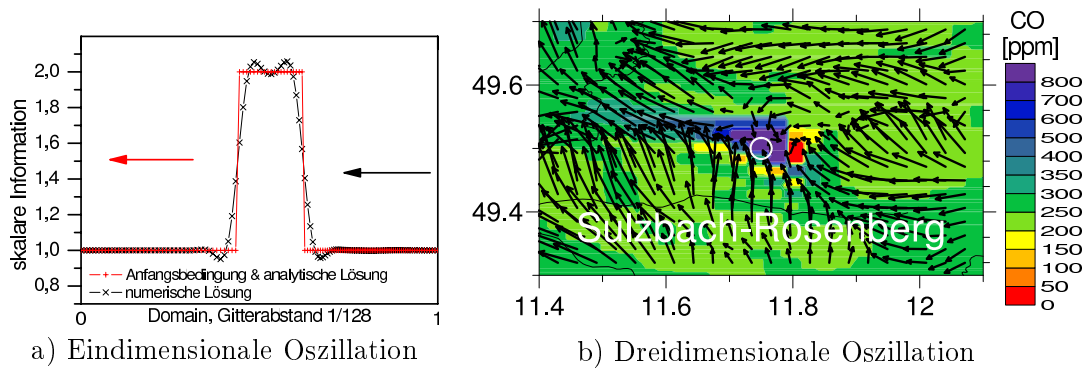 skalare Information
2,0
1,8
1,6
1,4
1,2
1,0
0,8
Anfangsbedingung & analytische Lösung
numerische Lösung
0 Domain, Gitterabstand 1/128 1
a) Eindimensionale Oszillation
49.6
49.4
Sulzbach-Rosenberg
11.4 11.6 11.8 12
CO
[ppm]
800
700
600
500
400
350
300
250
200
150
100
50
0
b) Dreidimensionale Oszillation